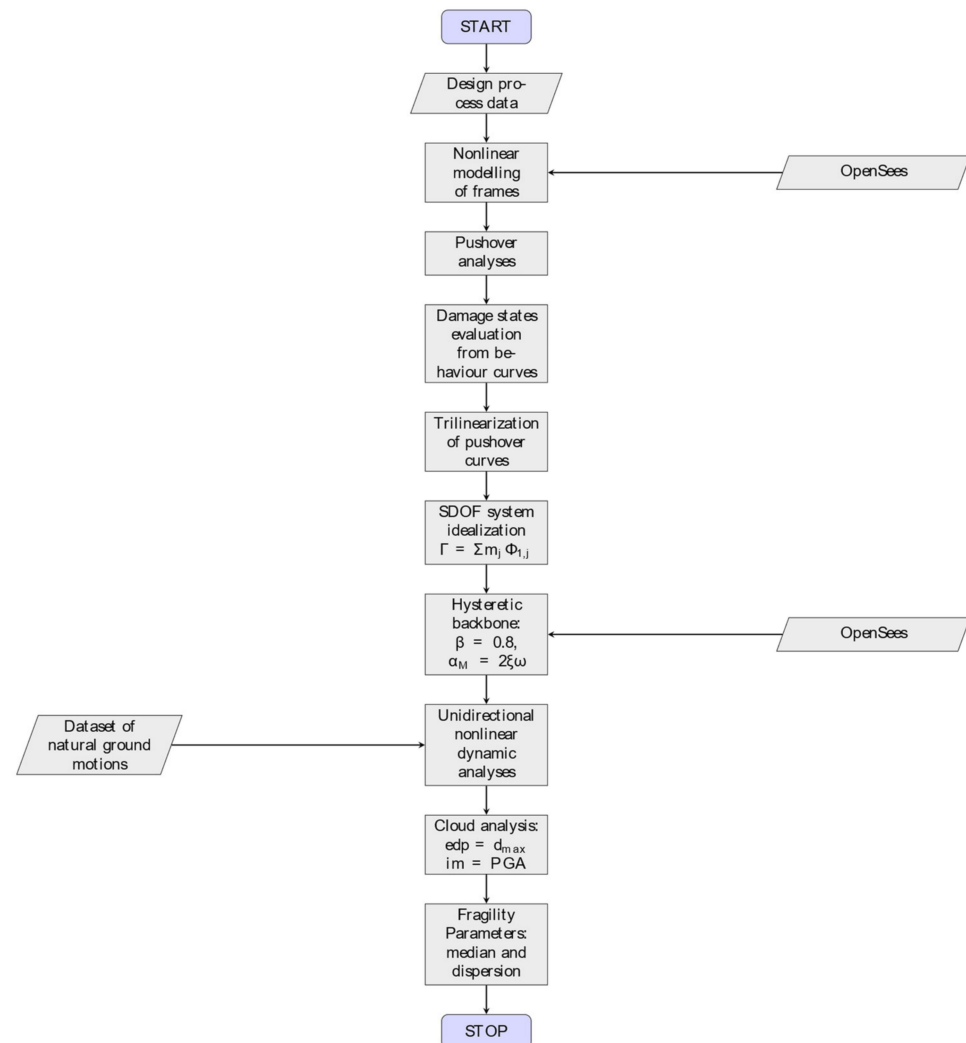 START
Design pro-
cess data
Nonlinear
modelling
of frames
OpenSees
Pushover
analyses
Damage states
evaluation
from be-
haviour curves
Trilinearization
of pushover
curves
SDOF system
idealization
Γ = Σmⱼ Φ₁,ⱼ
Hysteretic
backbone:
β = 0.8,
α_M = 2ξω
OpenSees
Dataset of
natural ground
motions
Unidirectional
nonlinear
dynamic
analyses
Cloud analysis:
edp = d_max
im = PGA
Fragility
Parameters:
median and
dispersion
STOP